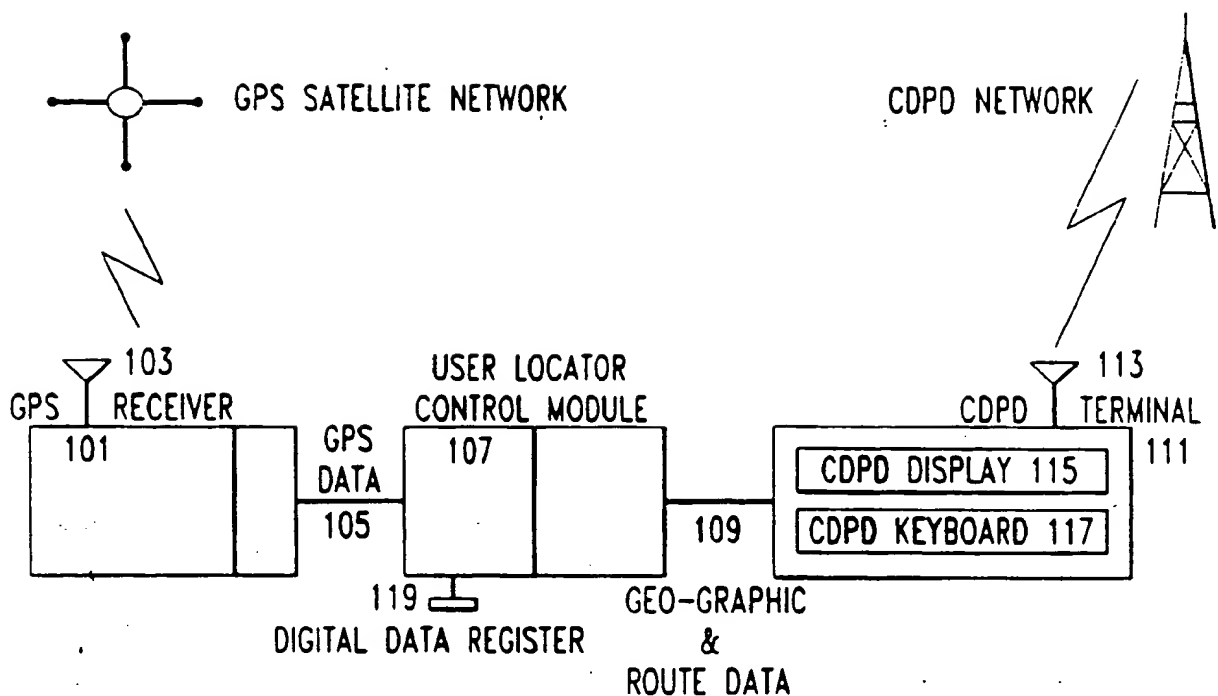 GPS SATELLITE NETWORK
CDPD NETWORK
103
GPS RECEIVER
101
GPS
DATA
105
USER LOCATOR
CONTROL MODULE
107
119
DIGITAL DATA REGISTER
109
GEO-GRAPHIC
&
ROUTE DATA
113
CDPD TERMINAL
111
CDPD DISPLAY 115
CDPD KEYBOARD 117